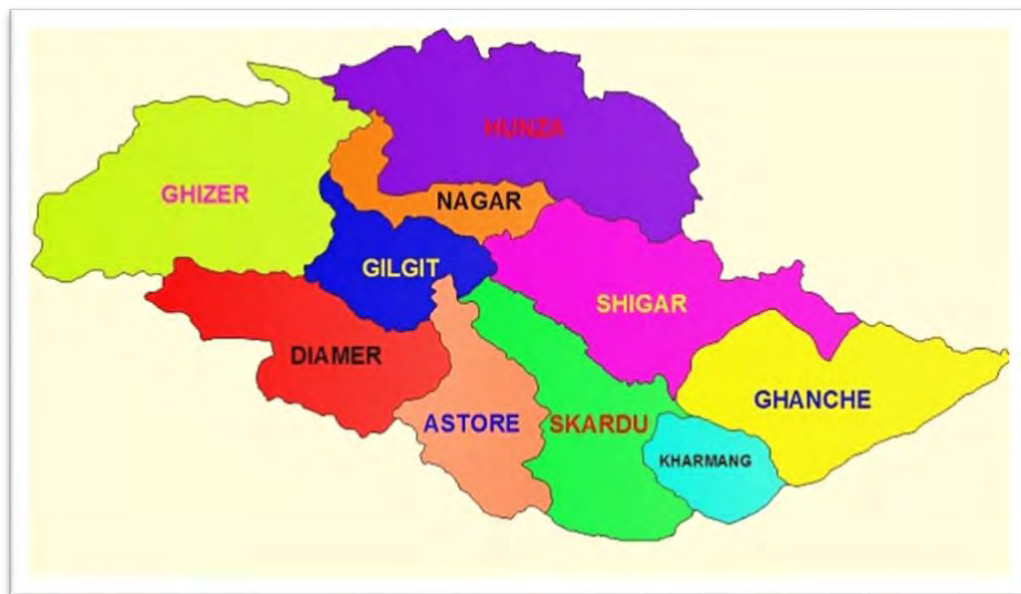 HUNZA
GHIZER
NAGAR
GILGIT
SHIGAR
DIAMER
GHANCHE
ASTORE
SKARDU
KHARMANG